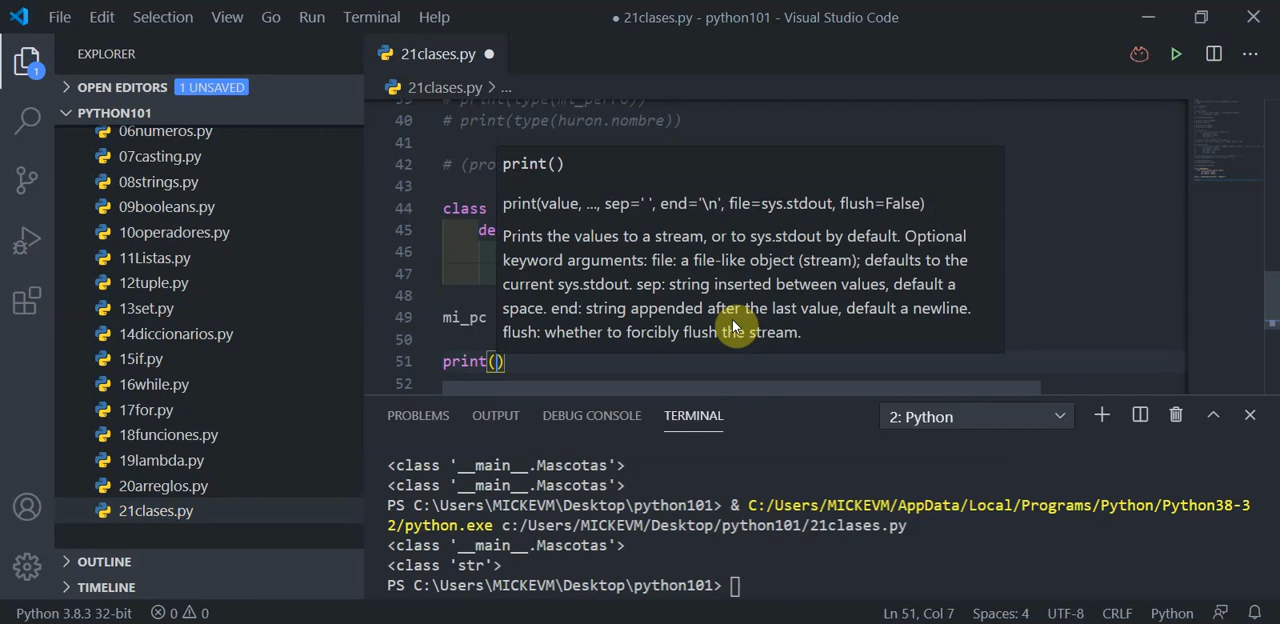 File Edit Selection View Go Run Terminal Help
● 21clases.py - python101 - Visual Studio Code
EXPLORER
OPEN EDITORS 1 UNSAVED
PYTHON101
06numeros.py
07casting.py
08strings.py
09booleans.py
10operadores.py
11Listas.py
12tuple.py
13set.py
14diccionarios.py
15if.py
16while.py
17for.py
18funciones.py
19lambda.py
20arreglos.py
21clases.py
OUTLINE
TIMELINE
1
21clases.py ●
21clases.py > ...
39 # print(type(mi_perro))
40 # print(type(huron.nombre))
41
42 # (pro
43
44 class
45 de
46
47
48
49 mi_pc
50
51 print()
52
print()
print(value, ..., sep=' ', end='\n', file=sys.stdout, flush=False)
Prints the values to a stream, or to sys.stdout by default. Optional
keyword arguments: file: a file-like object (stream); defaults to the
current sys.stdout. sep: string inserted between values, default a
space. end: string appended after the last value, default a newline.
flush: whether to forcibly flush the stream.
PROBLEMS OUTPUT DEBUG CONSOLE TERMINAL 2: Python
<class '__main__.Mascotas'>
<class '__main__.Mascotas'>
PS C:\Users\MICKEVM\Desktop\python101> & C:/Users/MICKEVM/AppData/Local/Programs/Python/Python38-3
2/python.exe c:/Users/MICKEVM/Desktop/python101/21clases.py
<class '__main__.Mascotas'>
<class 'str'>
PS C:\Users\MICKEVM\Desktop\python101>
Python 3.8.3 32-bit 0 0 Ln 51, Col 7 Spaces: 4 UTF-8 CRLF Python